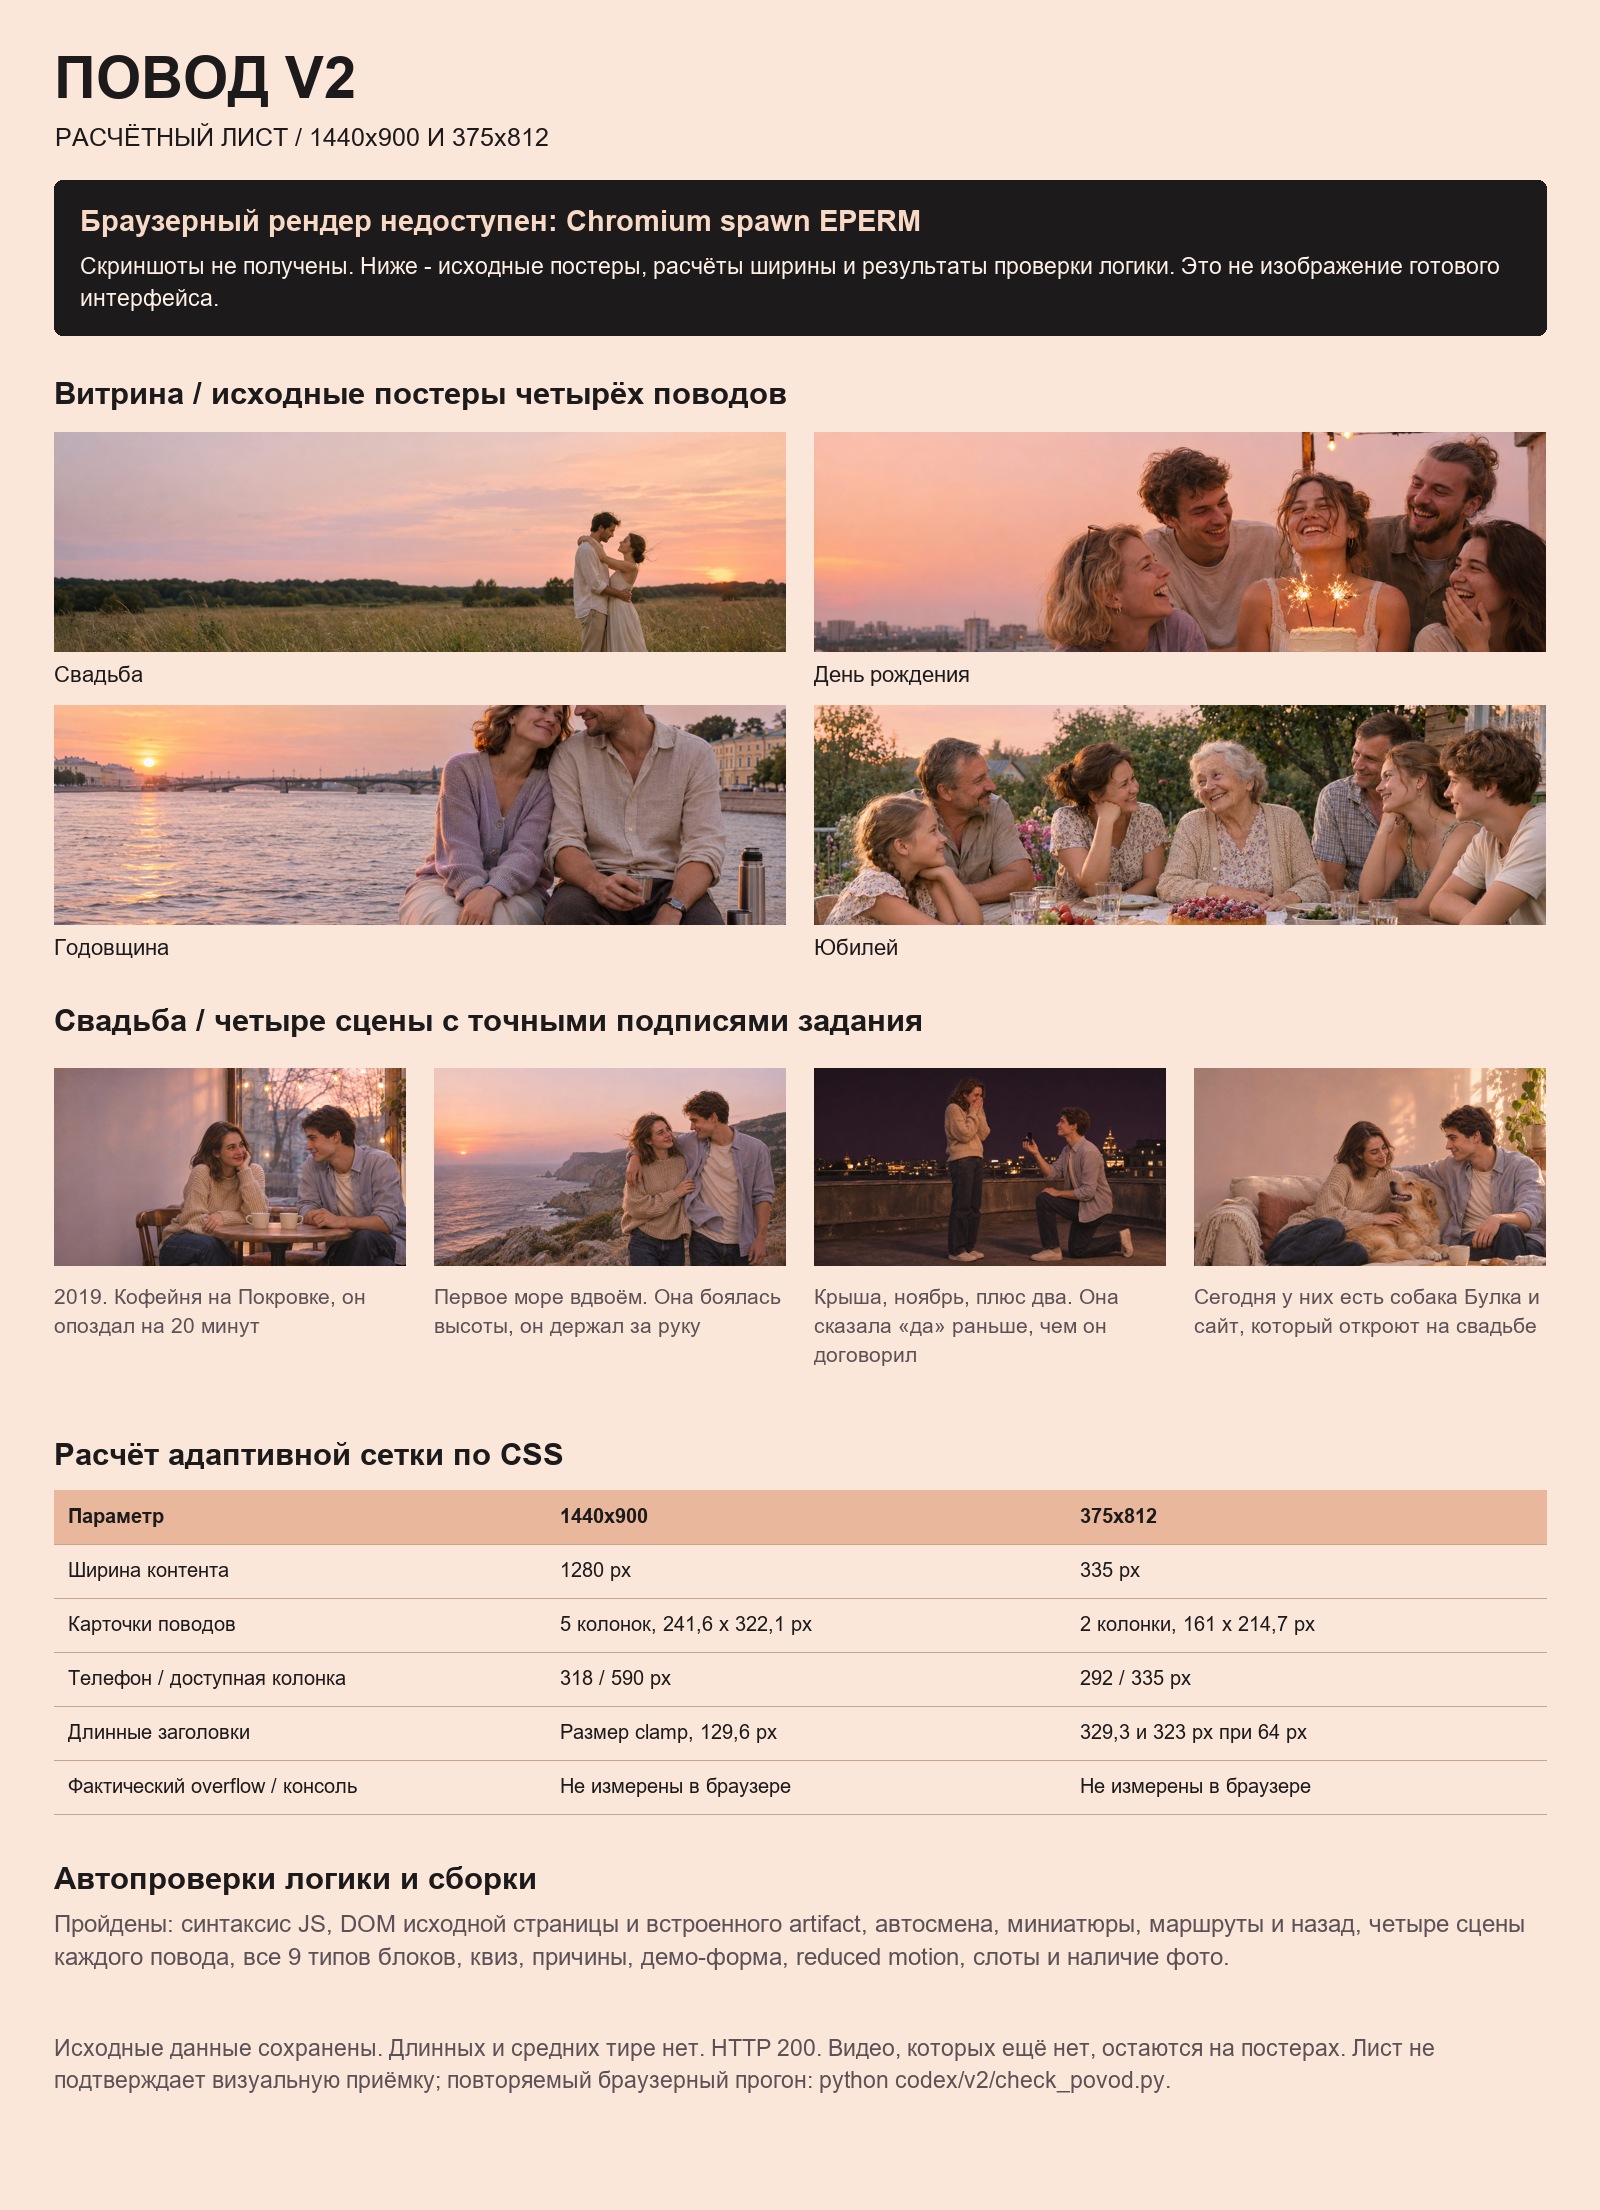 ПОВОД V2
РАСЧЁТНЫЙ ЛИСТ / 1440x900 И 375x812
Браузерный рендер недоступен: Chromium spawn EPERM
Скриншоты не получены. Ниже - исходные постеры, расчёты ширины и результаты проверки логики. Это не изображение готового
интерфейса.
Витрина / исходные постеры четырёх поводов
Свадьба
День рождения
Годовщина
Юбилей
Свадьба / четыре сцены с точными подписями задания
2019. Кофейня на Покровке, он
опоздал на 20 минут
Первое море вдвоём. Она боялась
высоты, он держал за руку
Крыша, ноябрь, плюс два. Она
сказала «да» раньше, чем он
договорил
Сегодня у них есть собака Булка и
сайт, который откроют на свадьбе
Расчёт адаптивной сетки по CSS
Параметр 1440x900 375x812
Ширина контента 1280 px 335 px
Карточки поводов 5 колонок, 241,6 x 322,1 px 2 колонки, 161 x 214,7 px
Телефон / доступная колонка 318 / 590 px 292 / 335 px
Длинные заголовки Размер clamp, 129,6 px 329,3 и 323 px при 64 px
Фактический overflow / консоль Не измерены в браузере Не измерены в браузере
Автопроверки логики и сборки
Пройдены: синтаксис JS, DOM исходной страницы и встроенного artifact, автосмена, миниатюры, маршруты и назад, четыре сцены
каждого повода, все 9 типов блоков, квиз, причины, демо-форма, reduced motion, слоты и наличие фото.
Исходные данные сохранены. Длинных и средних тире нет. HTTP 200. Видео, которых ещё нет, остаются на постерах. Лист не
подтверждает визуальную приёмку; повторяемый браузерный прогон: python codex/v2/check_povod.py.